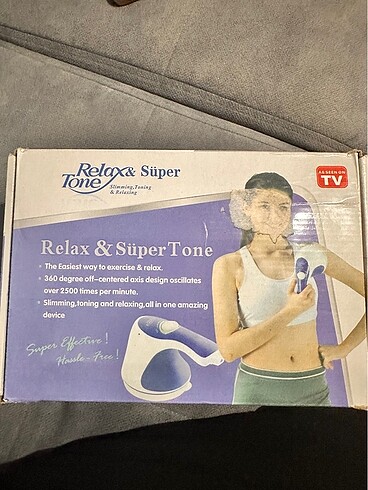 Relax & Süper
Tone
Slimming,Toning
& Relaxing
AS SEEN ON
TV
Relax & SüperTone
The Easiest way to exercise & relax.
360 degree off-centered axis design oscillates
over 2500 times per minute.
Slimming,toning and relaxing,all in one amazing
device
Super Effective!
Hassle-Free!